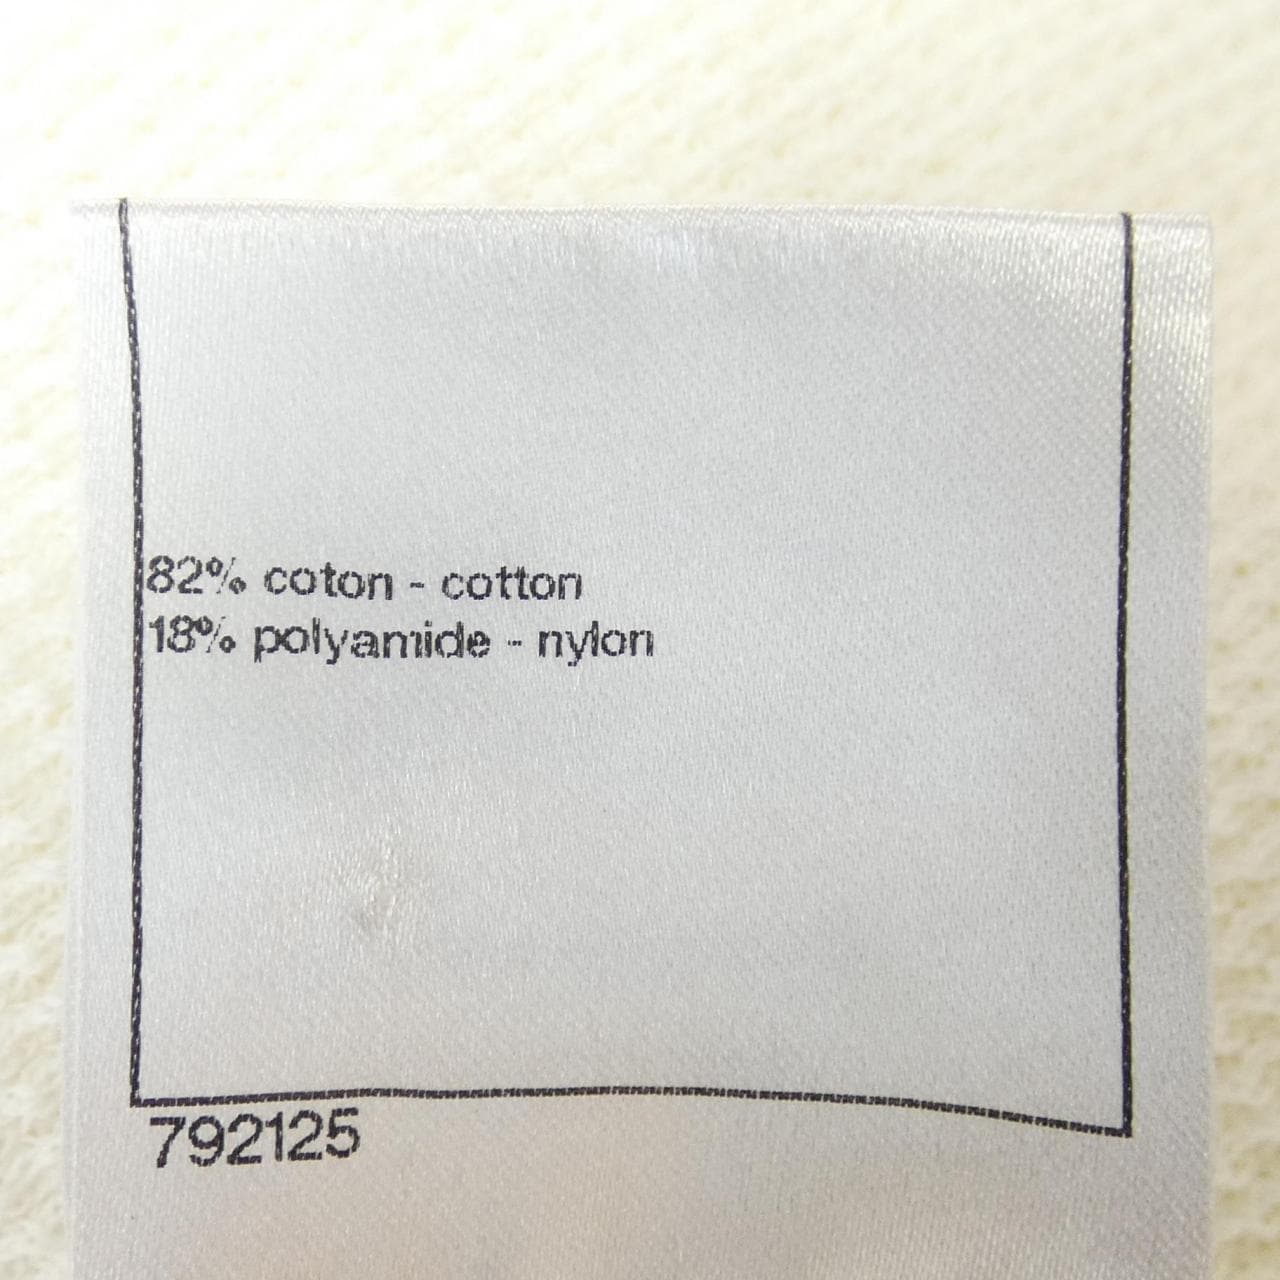 82% coton - cotton
18% polyamide - nylon
792125